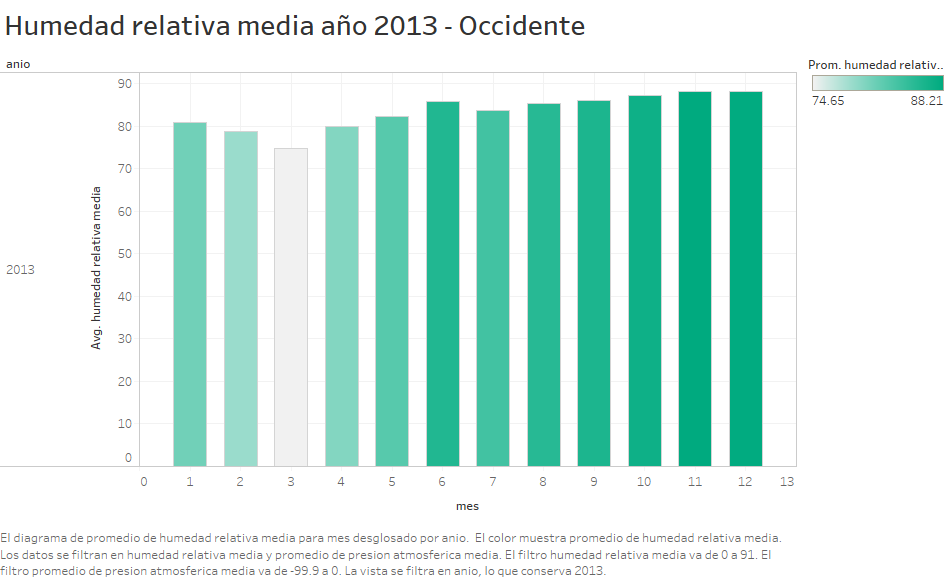 Humedad relativa media año 2013 - Occidente
anio
Prom. humedad relativ..
74.65 88.21
90
80
70
60
50
40
30
20
10
0
Avg. humedad relativa media
2013
0 1 2 3 4 5 6 7 8 9 10 11 12 13
mes
El diagrama de promedio de humedad relativa media para mes desglosado por anio.  El color muestra promedio de humedad relativa media.
Los datos se filtran en humedad relativa media y promedio de presion atmosferica media. El filtro humedad relativa media va de 0 a 91. El
filtro promedio de presion atmosferica media va de -99.9 a 0. La vista se filtra en anio, lo que conserva 2013.